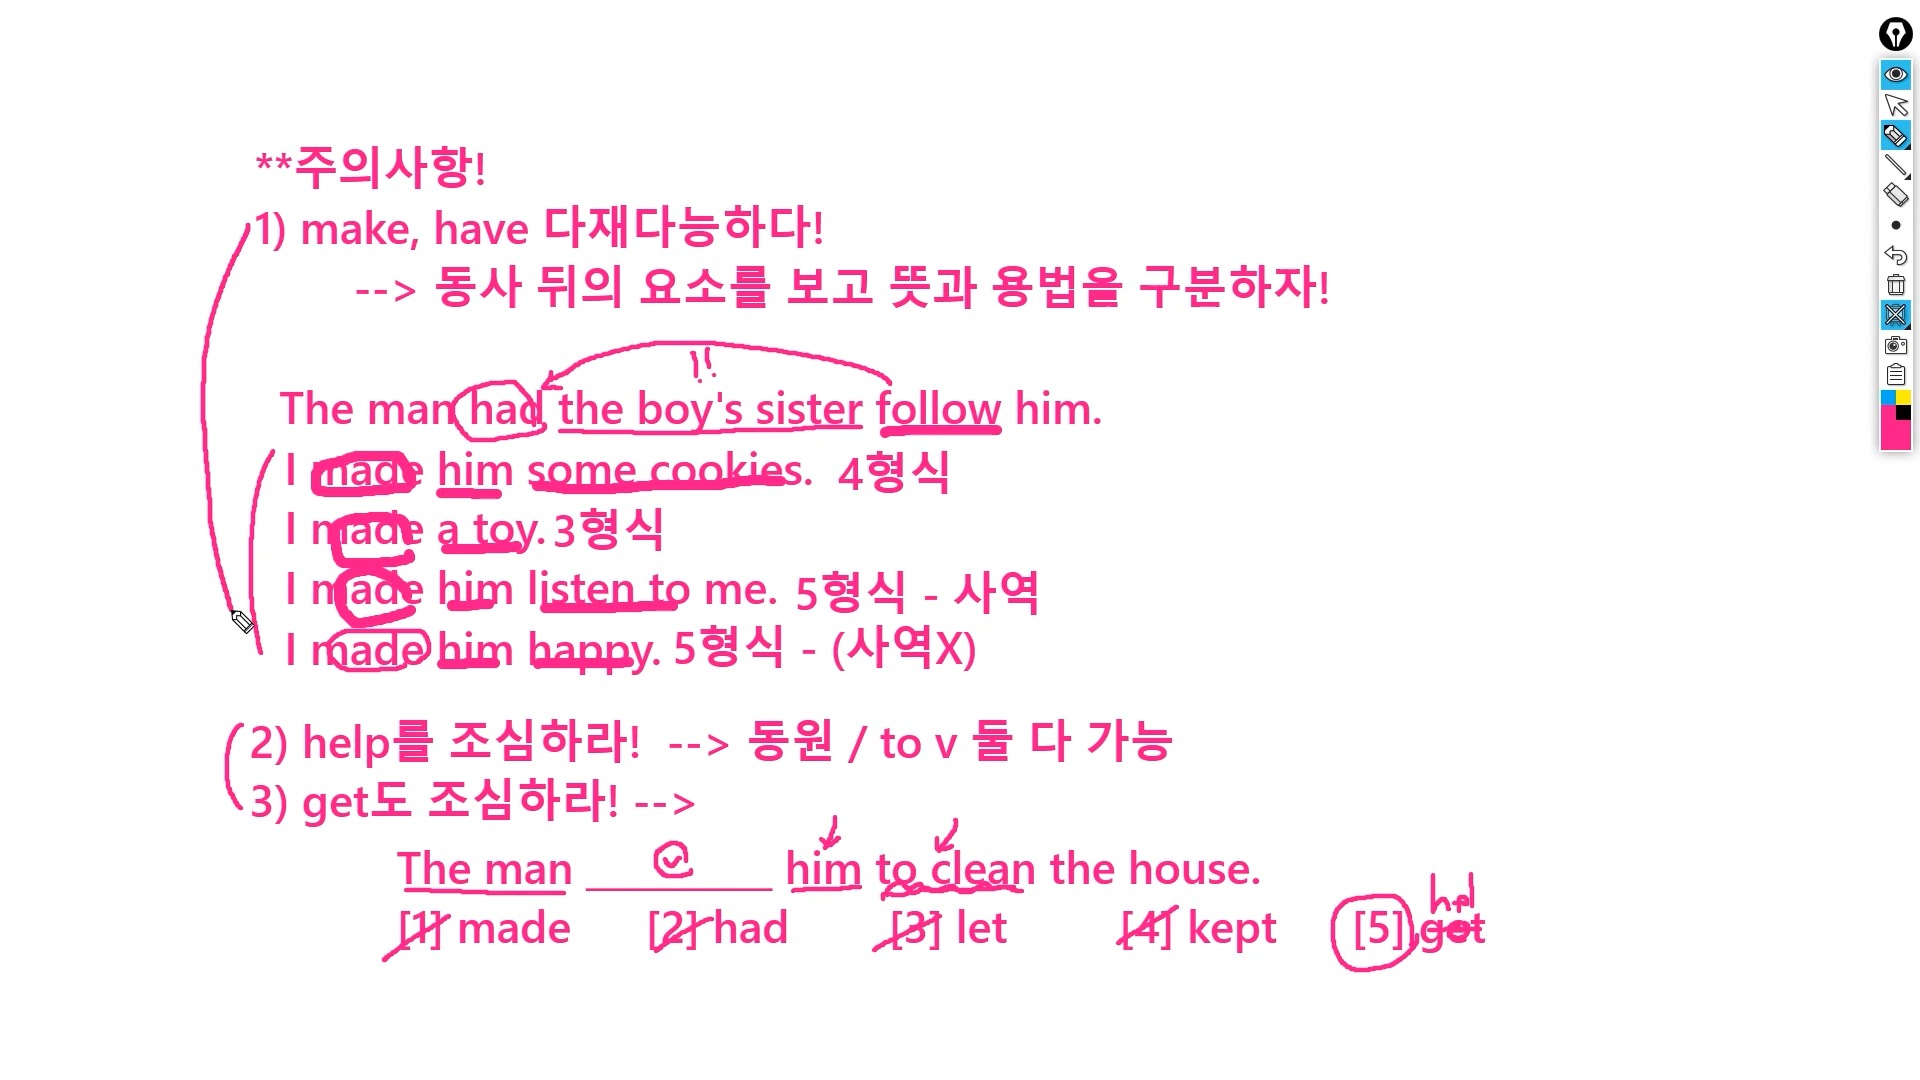 **주의사항!
1) make, have 다재다능하다!
--> 동사 뒤의 요소를 보고 뜻과 용법을 구분하자!
!!
The man had the boy's sister follow him.
I made him some cookies. 4형식
I made a toy. 3형식
I made him listen to me. 5형식 - 사역
I made him happy. 5형식 - (사역X)
2) help를 조심하라! --> 동원 / to v 둘 다 가능
3) get도 조심하라! -->
The man __________ him to clean the house.
[1] made [2] had [3] let [4] kept [5] got